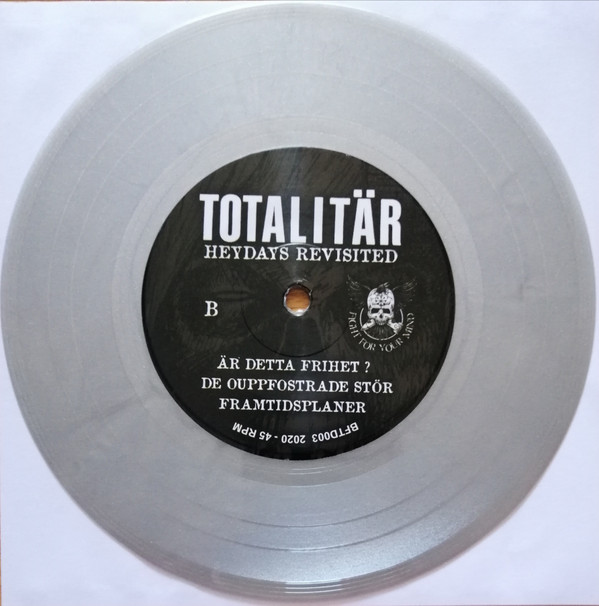 TOTALITÄR
HEYDAYS REVISITED
B
FIGHT FOR YOUR MIND
ÄR DETTA FRIHET ?
DE OUPPFOSTRADE STÖR
FRAMTIDSPLANER
BFTD003 2020 - 45 RPM